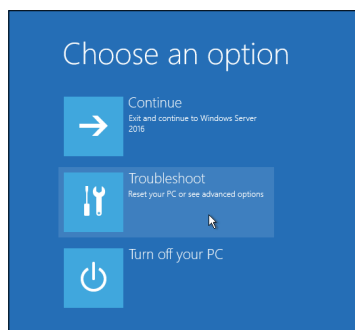 Choose an option
Continue
Exit and continue to Windows Server
2016
Troubleshoot
Reset your PC or see advanced options
Turn off your PC